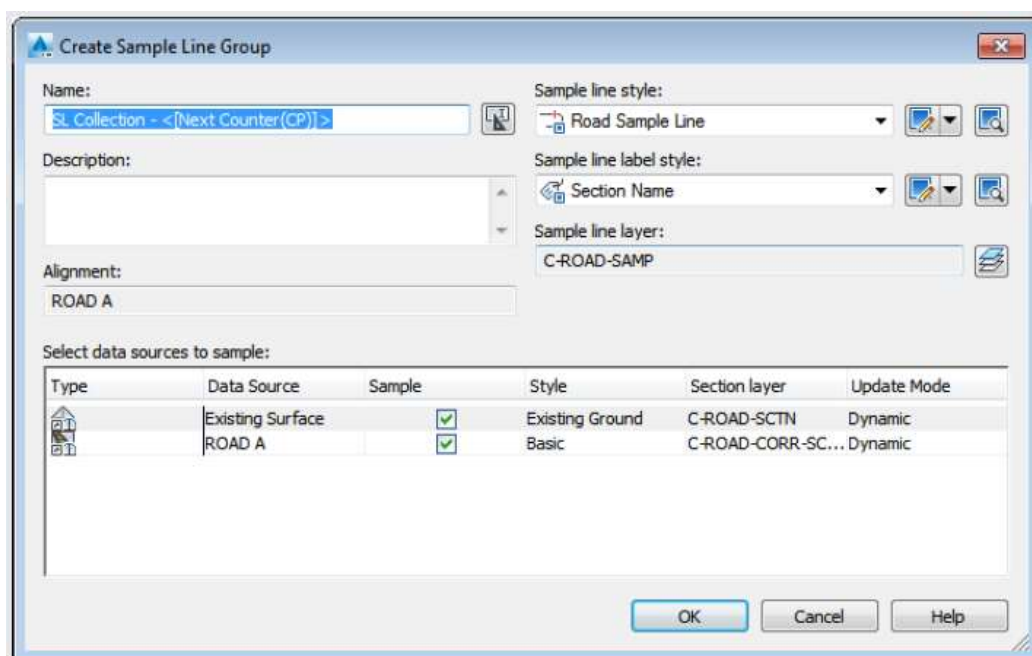 Create Sample Line Group
Name:
SL Collection - <[Next Counter(CP)]>
Description:
Alignment:
ROAD A
Sample line style:
Road Sample Line
Sample line label style:
Section Name
Sample line layer:
C-ROAD-SAMP
Select data sources to sample:
Type Data Source Sample Style Section layer Update Mode
Existing Surface Existing Ground C-ROAD-SCTN Dynamic
ROAD A Basic C-ROAD-CORR-SC... Dynamic
OK Cancel Help